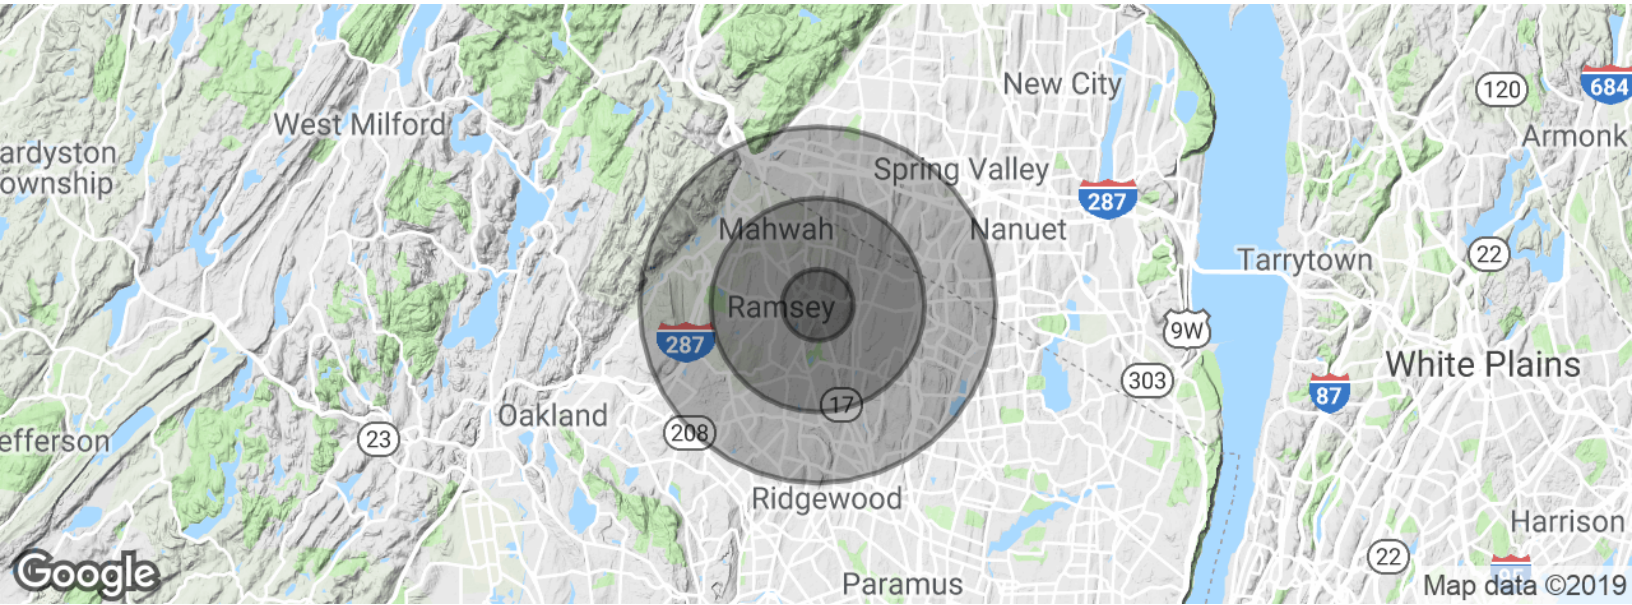 New City
684
120
West Milford
Armonk
ardyston
ownship
Spring Valley
287
Mahwah
Nanuet
22
Tarrytown
Ramsey
9W
287
White Plains
303
87
17
Oakland
208
23
efferson
Ridgewood
Harrison
22
95
Google
Paramus
Map data ©2019